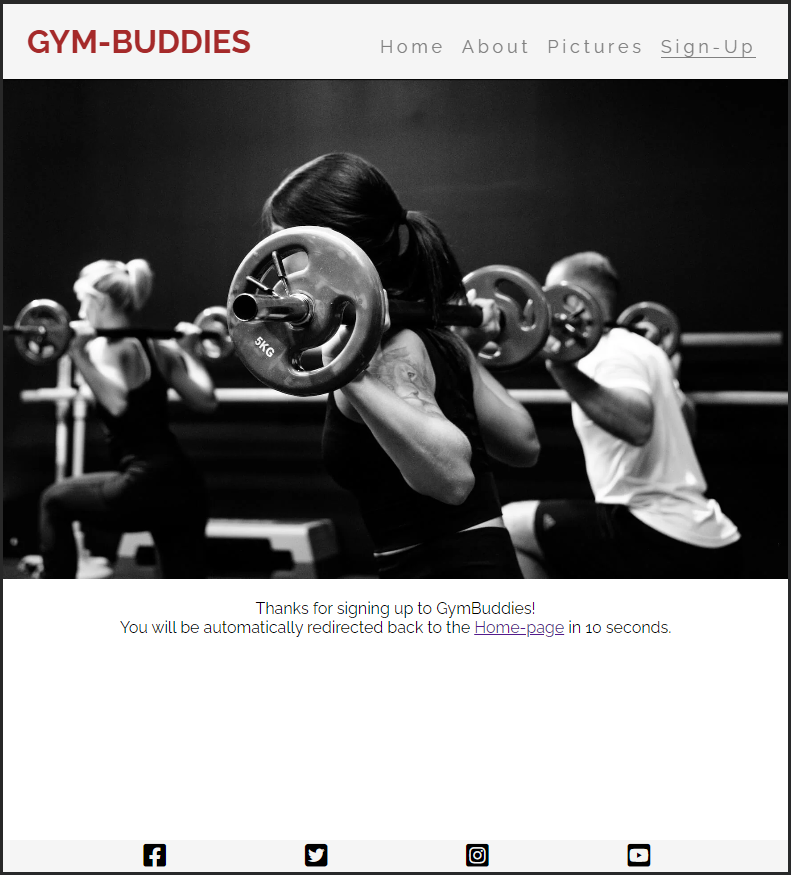 GYM-BUDDIES
Home About Pictures Sign-Up
5KG
Thanks for signing up to GymBuddies!
You will be automatically redirected back to the Home-page in 10 seconds.